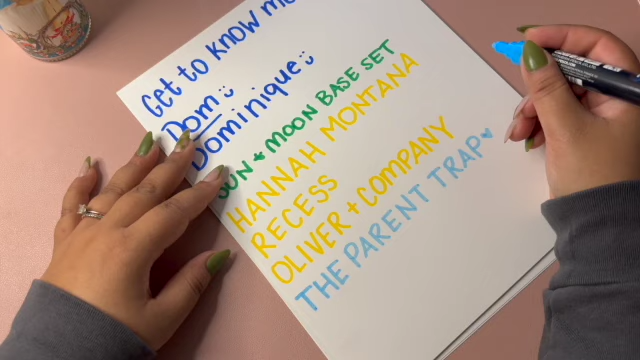 Get to know me
Dom:
Dominique:
SUN & MOON BASE SET
HANNAH MONTANA
RECESS
OLIVER + COMPANY
THE PARENT TRAP